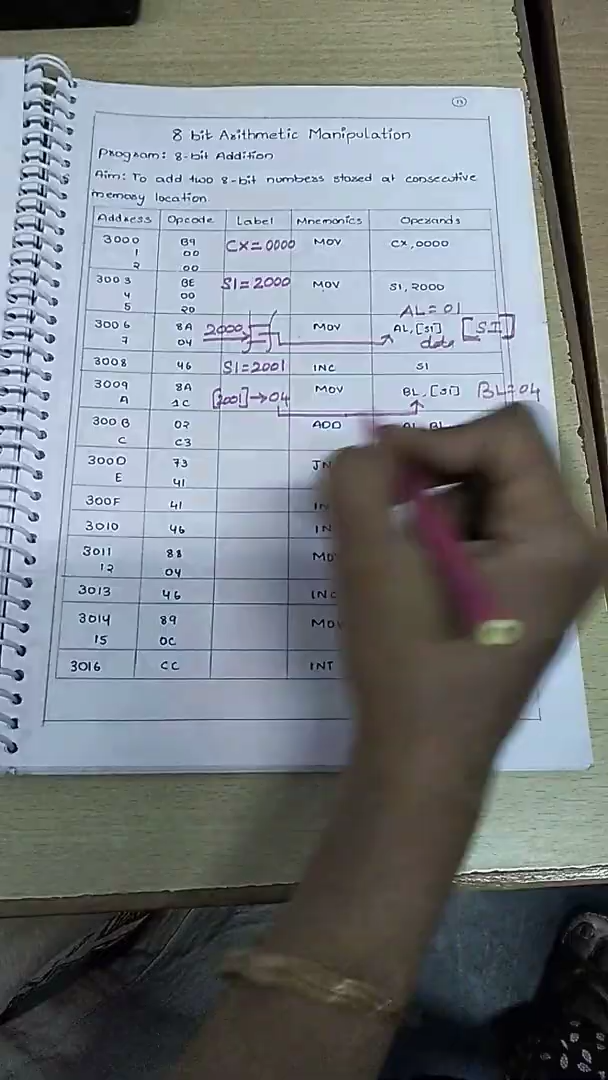 13
8 bit Arithmetic Manipulation
Program: 8-bit Addition
Aim: To add two 8-bit numbers stored at consecutive
memory location.
Address Opcode Label Mnemonics Operands
3000 B9 CX=0000 MOV CX,0000
1 00
2 00
3003 BE SI=2000 MOV SI,2000
4 00
5 20
AL=01
3006 8A 2000 MOV AL,[SI] [SI]
7 04 data
3008 46 SI=2001 INC SI
3009 8A [2001]→04 MOV BL,[SI] BL=04
A 1C
300B 02 ADD AL, BL
C C3
300D 73
E 41
300F 41
3010 46
3011 88
12 04
3013 46 INC
3014 89
15 0C
3016 CC INT